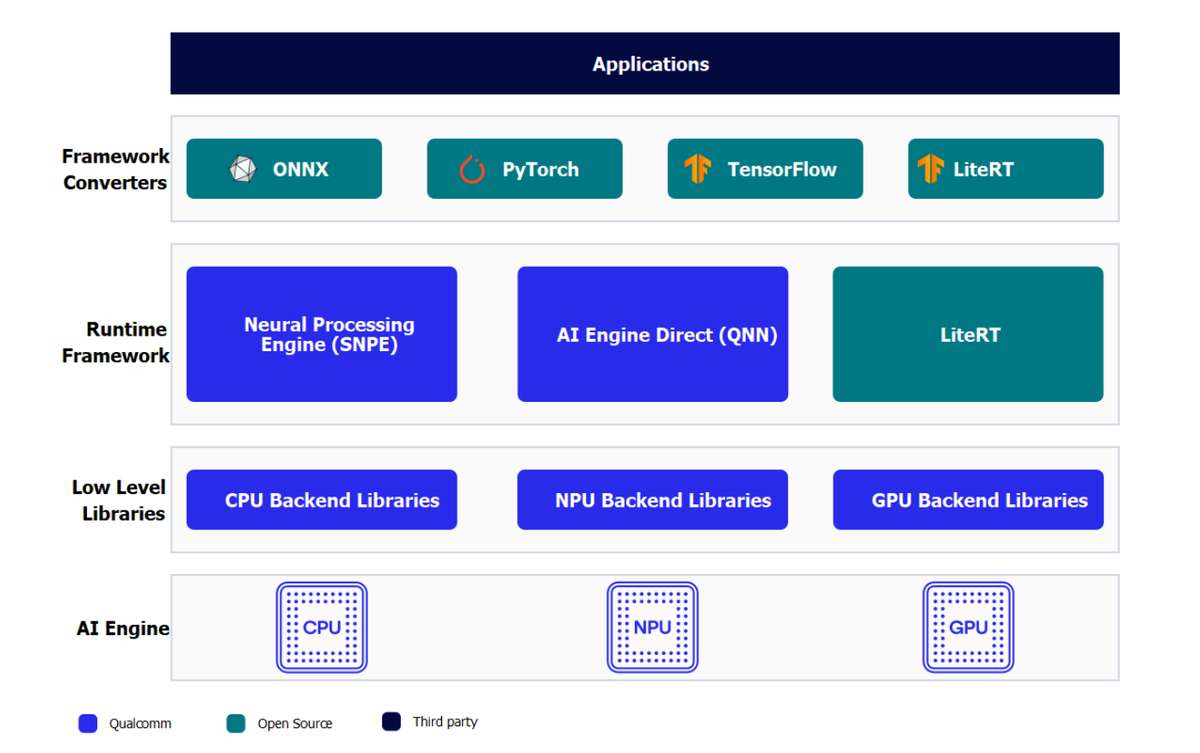 Applications
Framework
Converters
ONNX
PyTorch
TensorFlow
LiteRT
Runtime
Framework
Neural Processing
Engine (SNPE)
AI Engine Direct (QNN)
LiteRT
Low Level
Libraries
CPU Backend Libraries
NPU Backend Libraries
GPU Backend Libraries
AI Engine
CPU
NPU
GPU
Qualcomm
Open Source
Third party